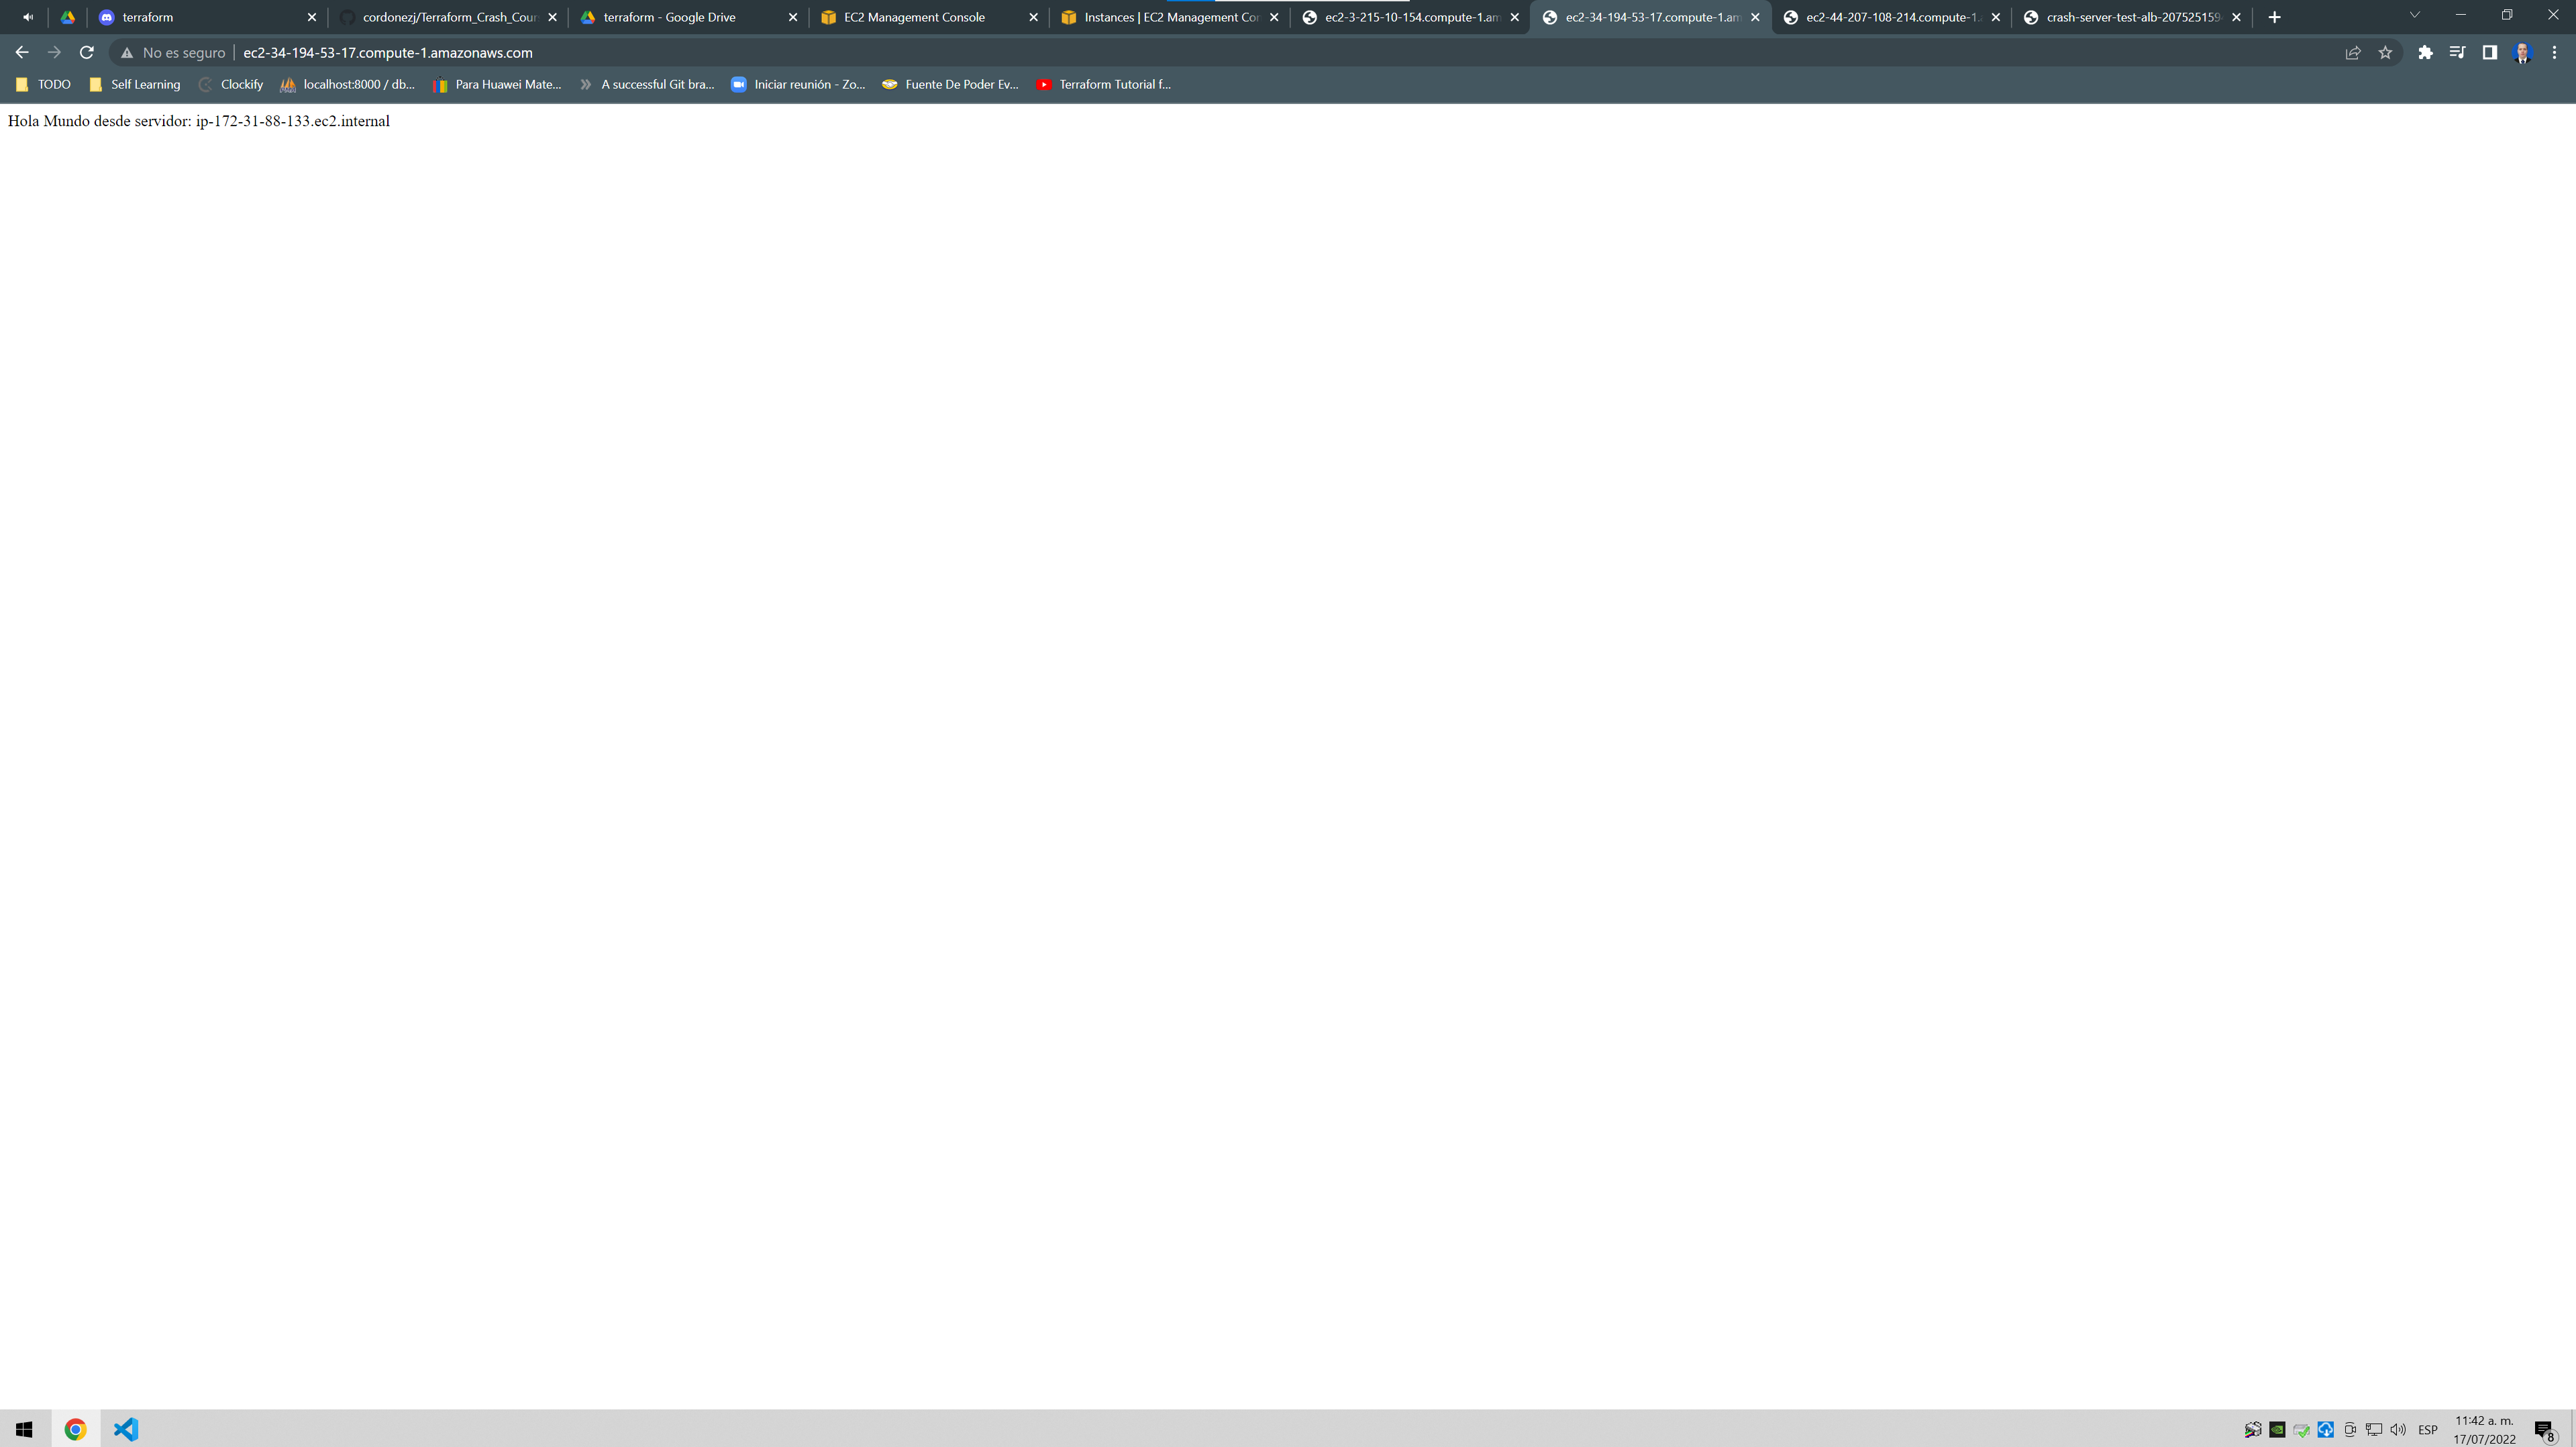 terraform
cordonezj/Terraform_Crash_Cour
terraform - Google Drive
EC2 Management Console
Instances | EC2 Management Con
ec2-3-215-10-154.compute-1.am
ec2-34-194-53-17.compute-1.am
ec2-44-207-108-214.compute-1.
crash-server-test-alb-207525159
No es seguro
ec2-34-194-53-17.compute-1.amazonaws.com
TODO
Self Learning
Clockify
localhost:8000 / db...
Para Huawei Mate...
A successful Git bra...
Iniciar reunión - Zo...
Fuente De Poder Ev...
Terraform Tutorial f...
Hola Mundo desde servidor: ip-172-31-88-133.ec2.internal
ESP
11:42 a. m.
17/07/2022
8